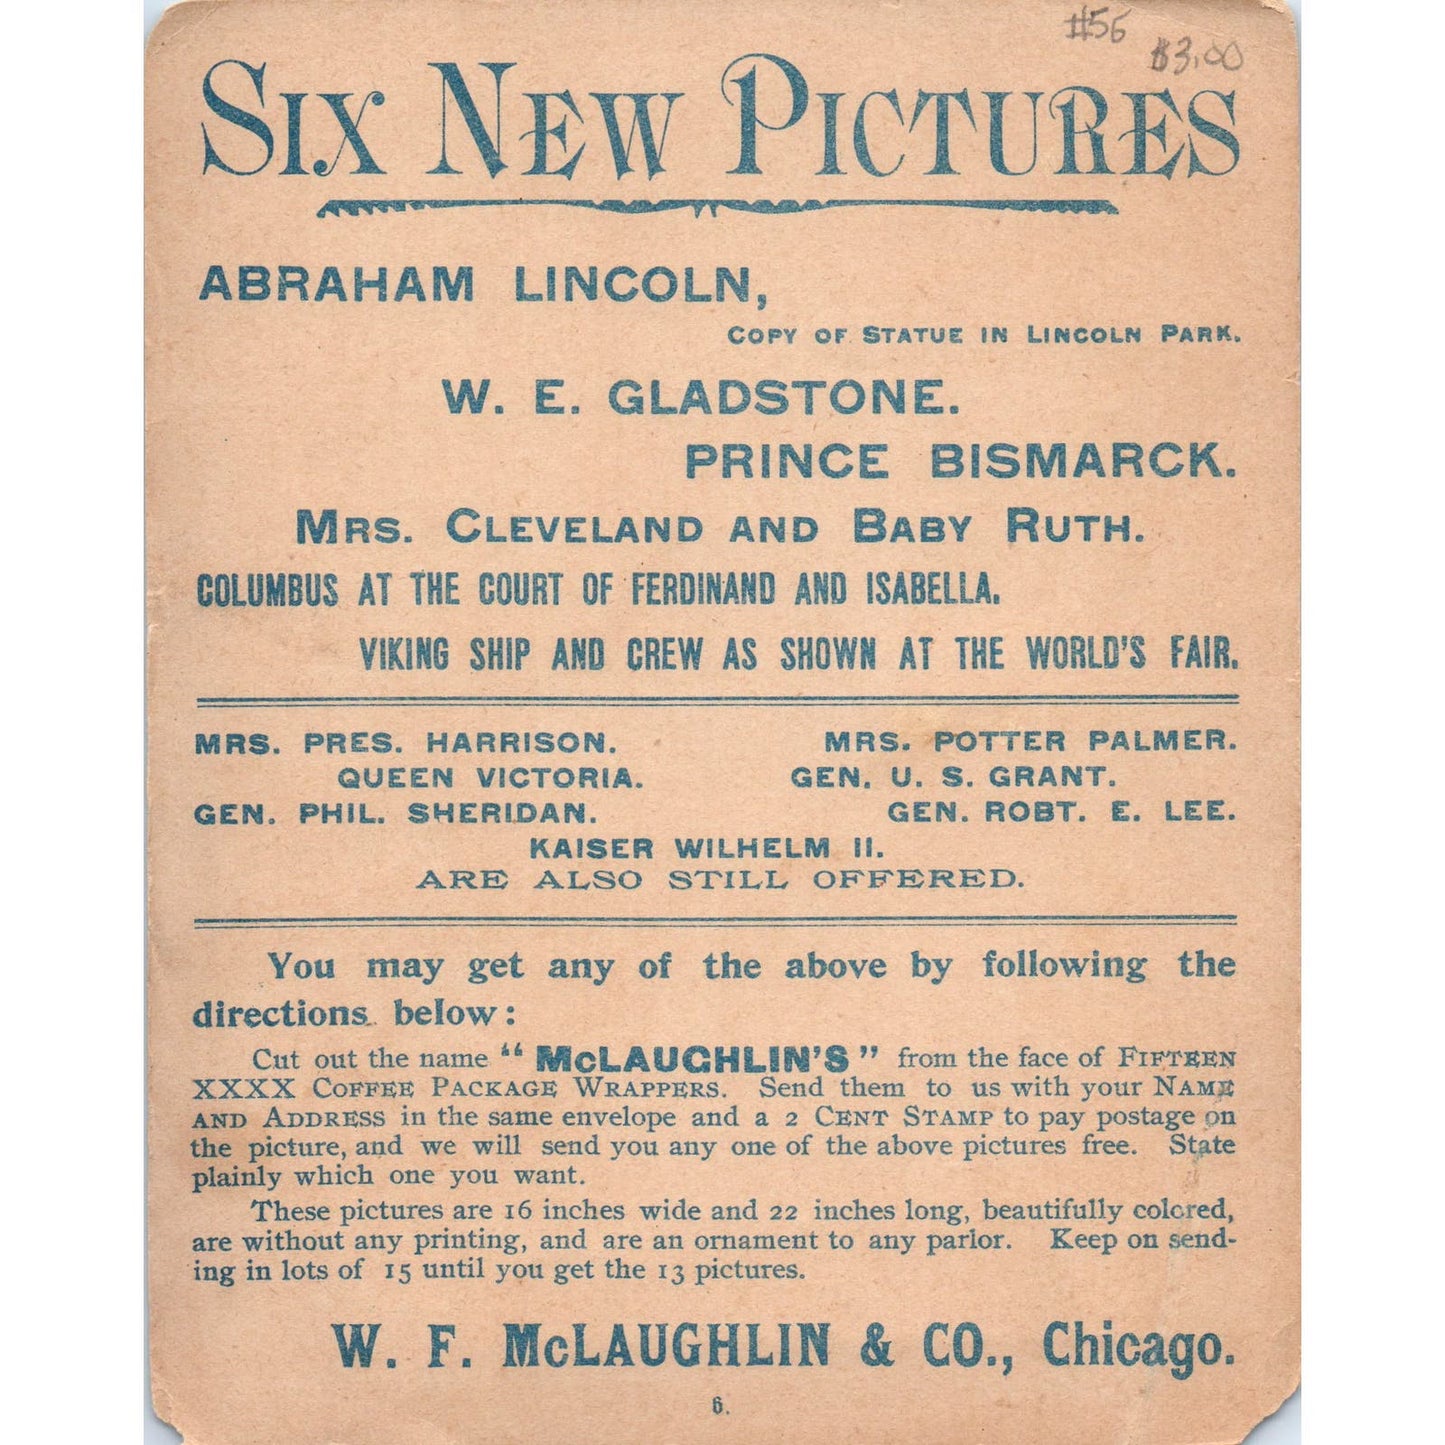 #56
$3.00
SIX NEW PICTURES
ABRAHAM LINCOLN,
COPY OF STATUE IN LINCOLN PARK.
W. E. GLADSTONE.
PRINCE BISMARCK.
MRS. CLEVELAND AND BABY RUTH.
COLUMBUS AT THE COURT OF FERDINAND AND ISABELLA.
VIKING SHIP AND CREW AS SHOWN AT THE WORLD'S FAIR.
MRS. PRES. HARRISON. MRS. POTTER PALMER.
QUEEN VICTORIA. GEN. U. S. GRANT.
GEN. PHIL. SHERIDAN. GEN. ROBT. E. LEE.
KAISER WILHELM II.
ARE ALSO STILL OFFERED.
You may get any of the above by following the
directions below:
Cut out the name "McLAUGHLIN'S" from the face of FIFTEEN
XXXX COFFEE PACKAGE WRAPPERS. Send them to us with your NAME
AND ADDRESS in the same envelope and a 2 CENT STAMP to pay postage on
the picture, and we will send you any one of the above pictures free. State
plainly which one you want.
These pictures are 16 inches wide and 22 inches long, beautifully colored,
are without any printing, and are an ornament to any parlor. Keep on send-
ing in lots of 15 until you get the 13 pictures.
W. F. McLAUGHLIN & CO., Chicago.
6.